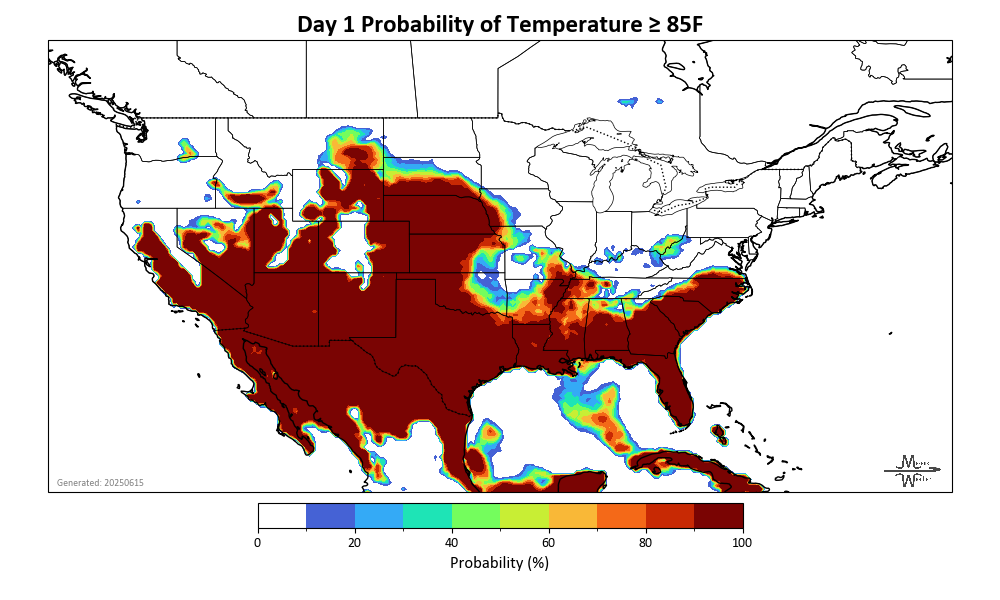 Day 1 Probability of Temperature ≥ 85F
Generated: 20250615
0 20 40 60 80 100
Probability (%)